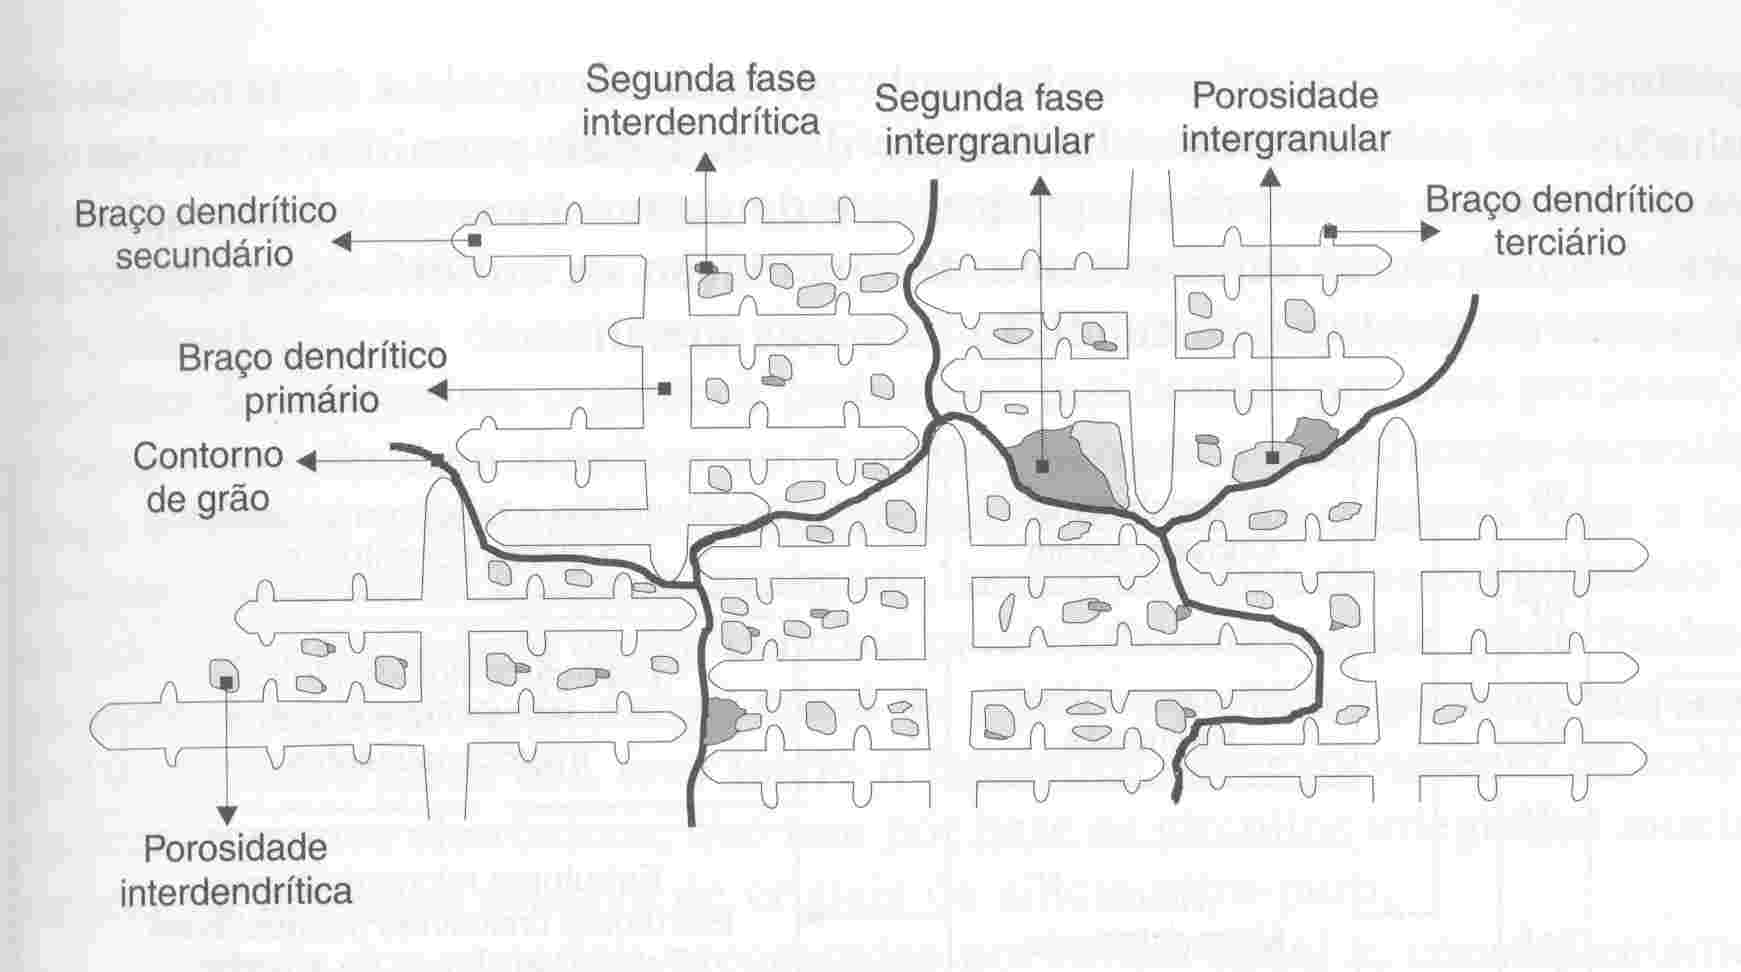 Segunda fase
interdendrítica
Segunda fase
intergranular
Porosidade
intergranular
Braço dendrítico
secundário
Braço dendrítico
terciário
Braço dendrítico
primário
Contorno
de grão
Porosidade
interdendrítica